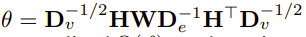 θ = D_v^{-1/2} H W D_e^{-1} H^⊤ D_v^{-1/2}